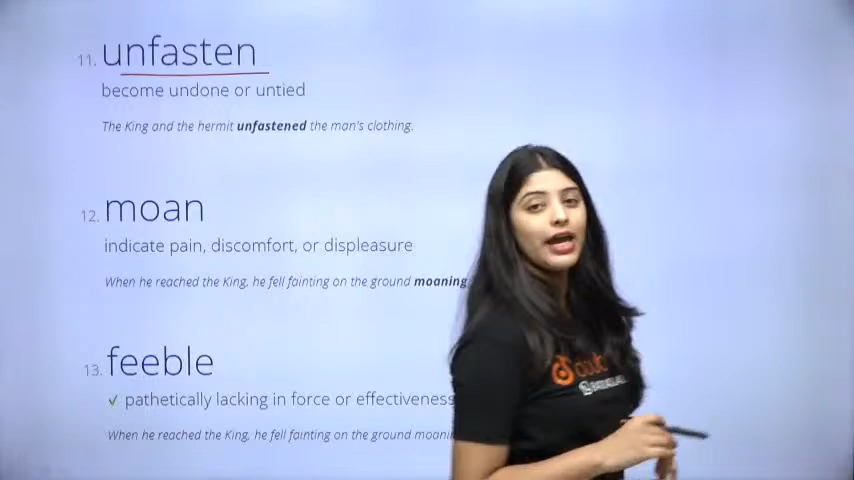 11. unfasten
become undone or untied
The King and the hermit unfastened the man's clothing.
12. moan
indicate pain, discomfort, or displeasure
When he reached the King, he fell fainting on the ground moaning
13. feeble
✓ pathetically lacking in force or effectiveness
When he reached the King, he fell fainting on the ground